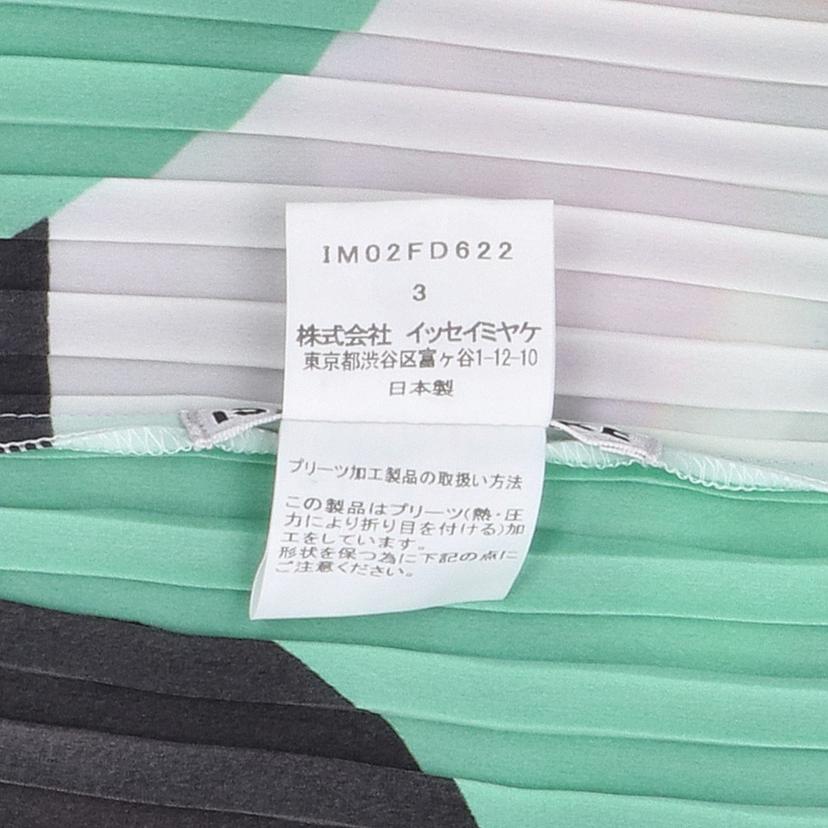 IM02FD622
3
株式会社 イッセイミヤケ
東京都渋谷区富ヶ谷1-12-10
日本製
プリーツ加工製品の取扱い方法
この製品はプリーツ(熱・圧
力により折り目を付ける)加
工をしています。
形状を保つ為に下記の点に
ご注意ください。